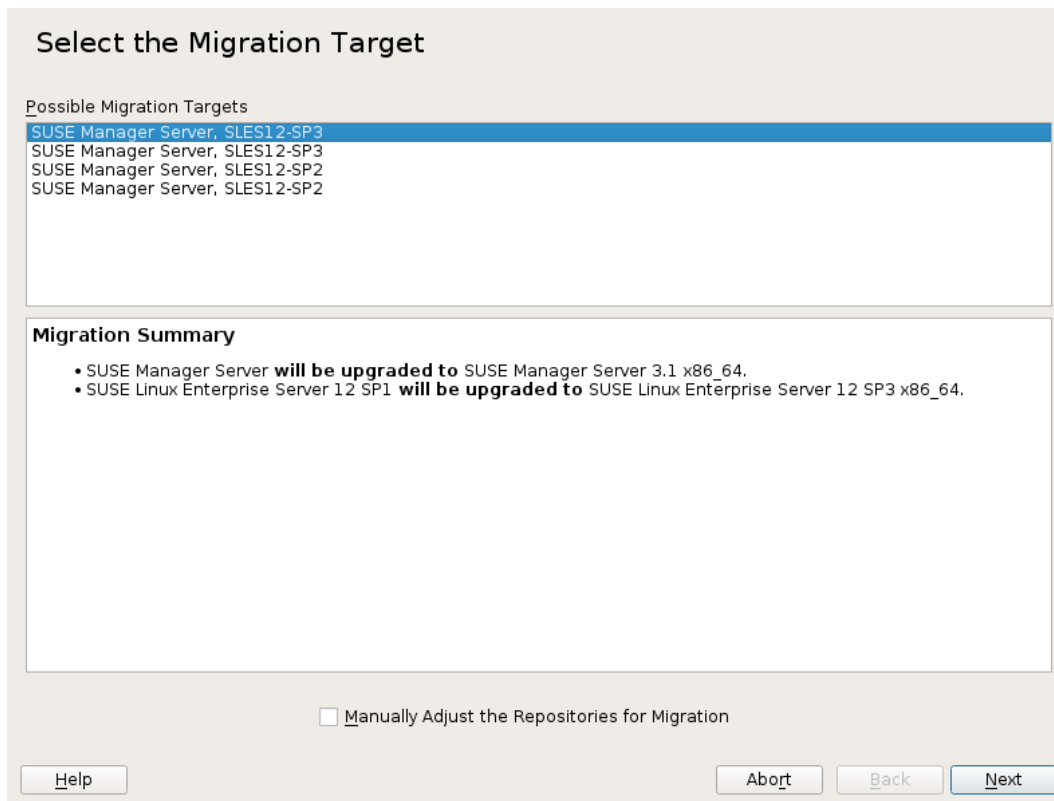 Select the Migration Target
Possible Migration Targets
SUSE Manager Server, SLES12-SP3
SUSE Manager Server, SLES12-SP3
SUSE Manager Server, SLES12-SP2
SUSE Manager Server, SLES12-SP2
Migration Summary
• SUSE Manager Server will be upgraded to SUSE Manager Server 3.1 x86_64.
• SUSE Linux Enterprise Server 12 SP1 will be upgraded to SUSE Linux Enterprise Server 12 SP3 x86_64.
Manually Adjust the Repositories for Migration
Help Abort Back Next